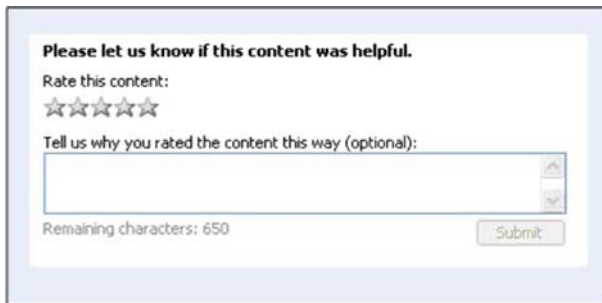 Please let us know if this content was helpful.
Rate this content:
Tell us why you rated the content this way (optional):
Remaining characters: 650
Submit